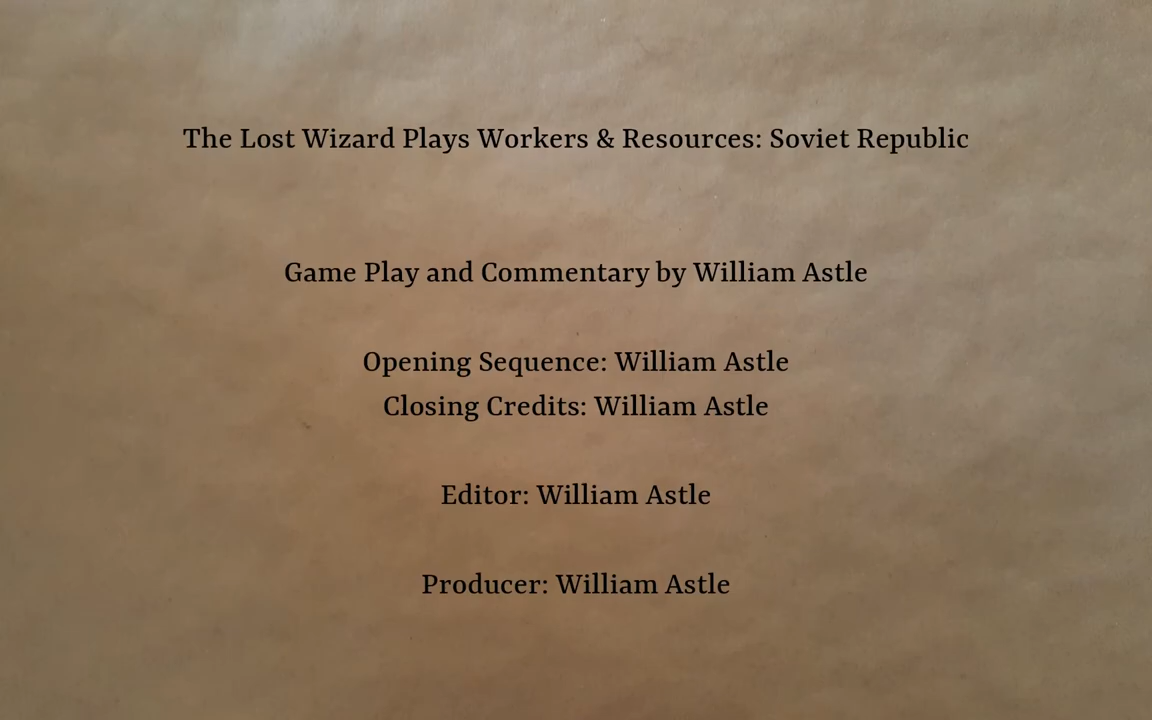 The Lost Wizard Plays Workers & Resources: Soviet Republic
Game Play and Commentary by William Astle
Opening Sequence: William Astle
Closing Credits: William Astle
Editor: William Astle
Producer: William Astle